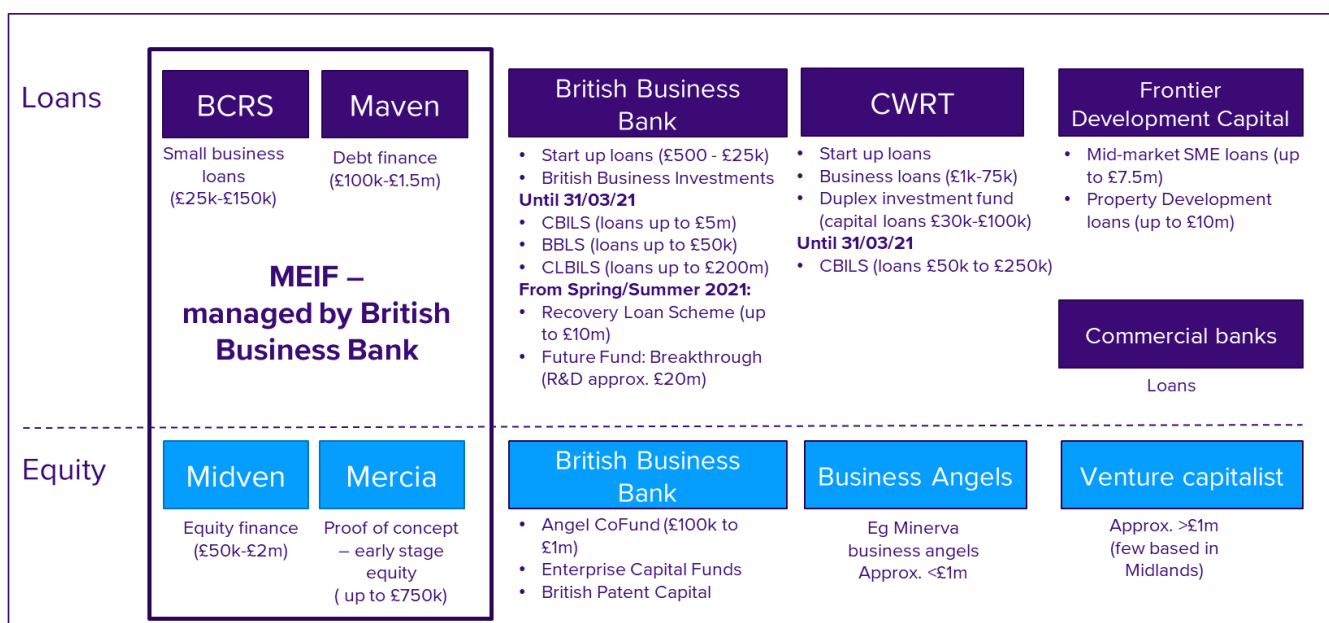 Loans
BCRS
Small business
loans
(£25k-£150k)
Maven
Debt finance
(£100k-£1.5m)
MEIF –
managed by British
Business Bank
British Business
Bank
• Start up loans (£500 - £25k)
• British Business Investments
Until 31/03/21
• CBILS (loans up to £5m)
• BBLS (loans up to £50k)
• CLBILS (loans up to £200m)
From Spring/Summer 2021:
• Recovery Loan Scheme (up
to £10m)
• Future Fund: Breakthrough
(R&D approx. £20m)
CWRT
• Start up loans
• Business loans (£1k-75k)
• Duplex investment fund
(capital loans £30k-£100k)
Until 31/03/21
• CBILS (loans £50k to £250k)
Frontier
Development Capital
• Mid-market SME loans (up
to £7.5m)
• Property Development
loans (up to £10m)
Commercial banks
Loans
Equity
Midven
Equity finance
(£50k-£2m)
Mercia
Proof of concept
– early stage
equity
( up to £750k)
British Business
Bank
• Angel CoFund (£100k to
£1m)
• Enterprise Capital Funds
• British Patent Capital
Business Angels
Eg Minerva
business angels
Approx. <£1m
Venture capitalist
Approx. >£1m
(few based in
Midlands)